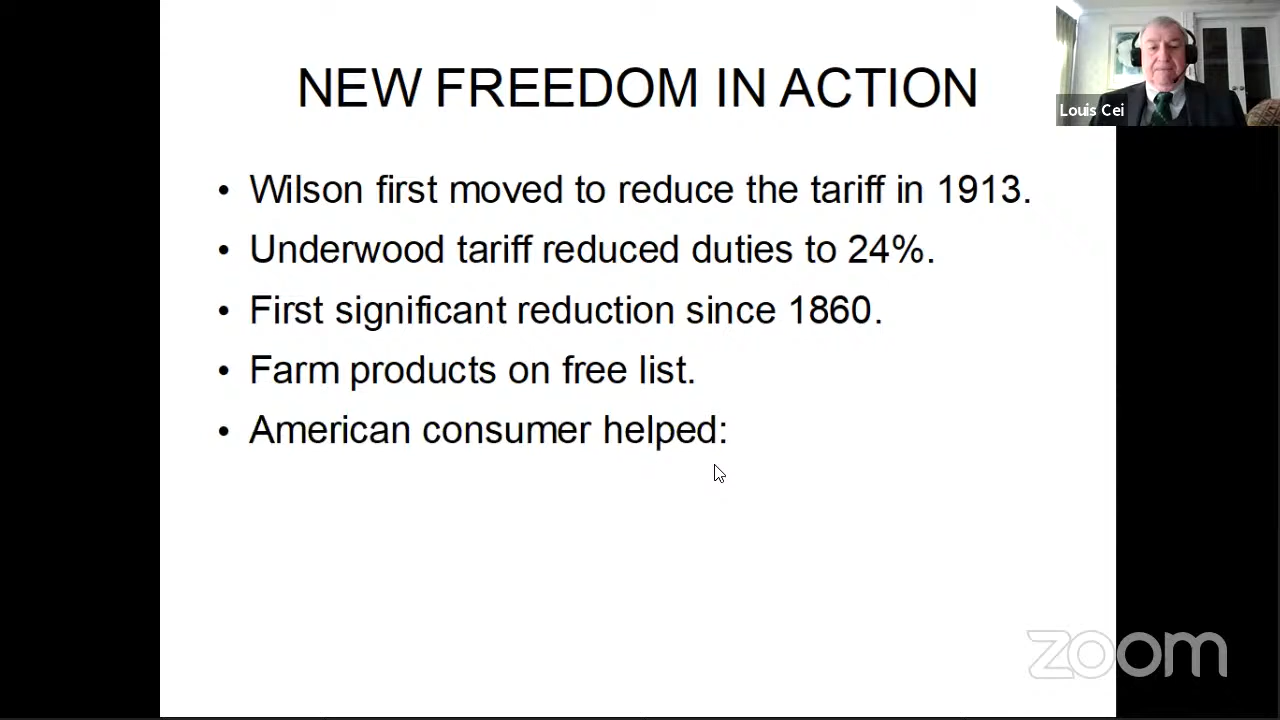 NEW FREEDOM IN ACTION
Louis Cei
• Wilson first moved to reduce the tariff in 1913.
• Underwood tariff reduced duties to 24%.
• First significant reduction since 1860.
• Farm products on free list.
• American consumer helped:
zoom